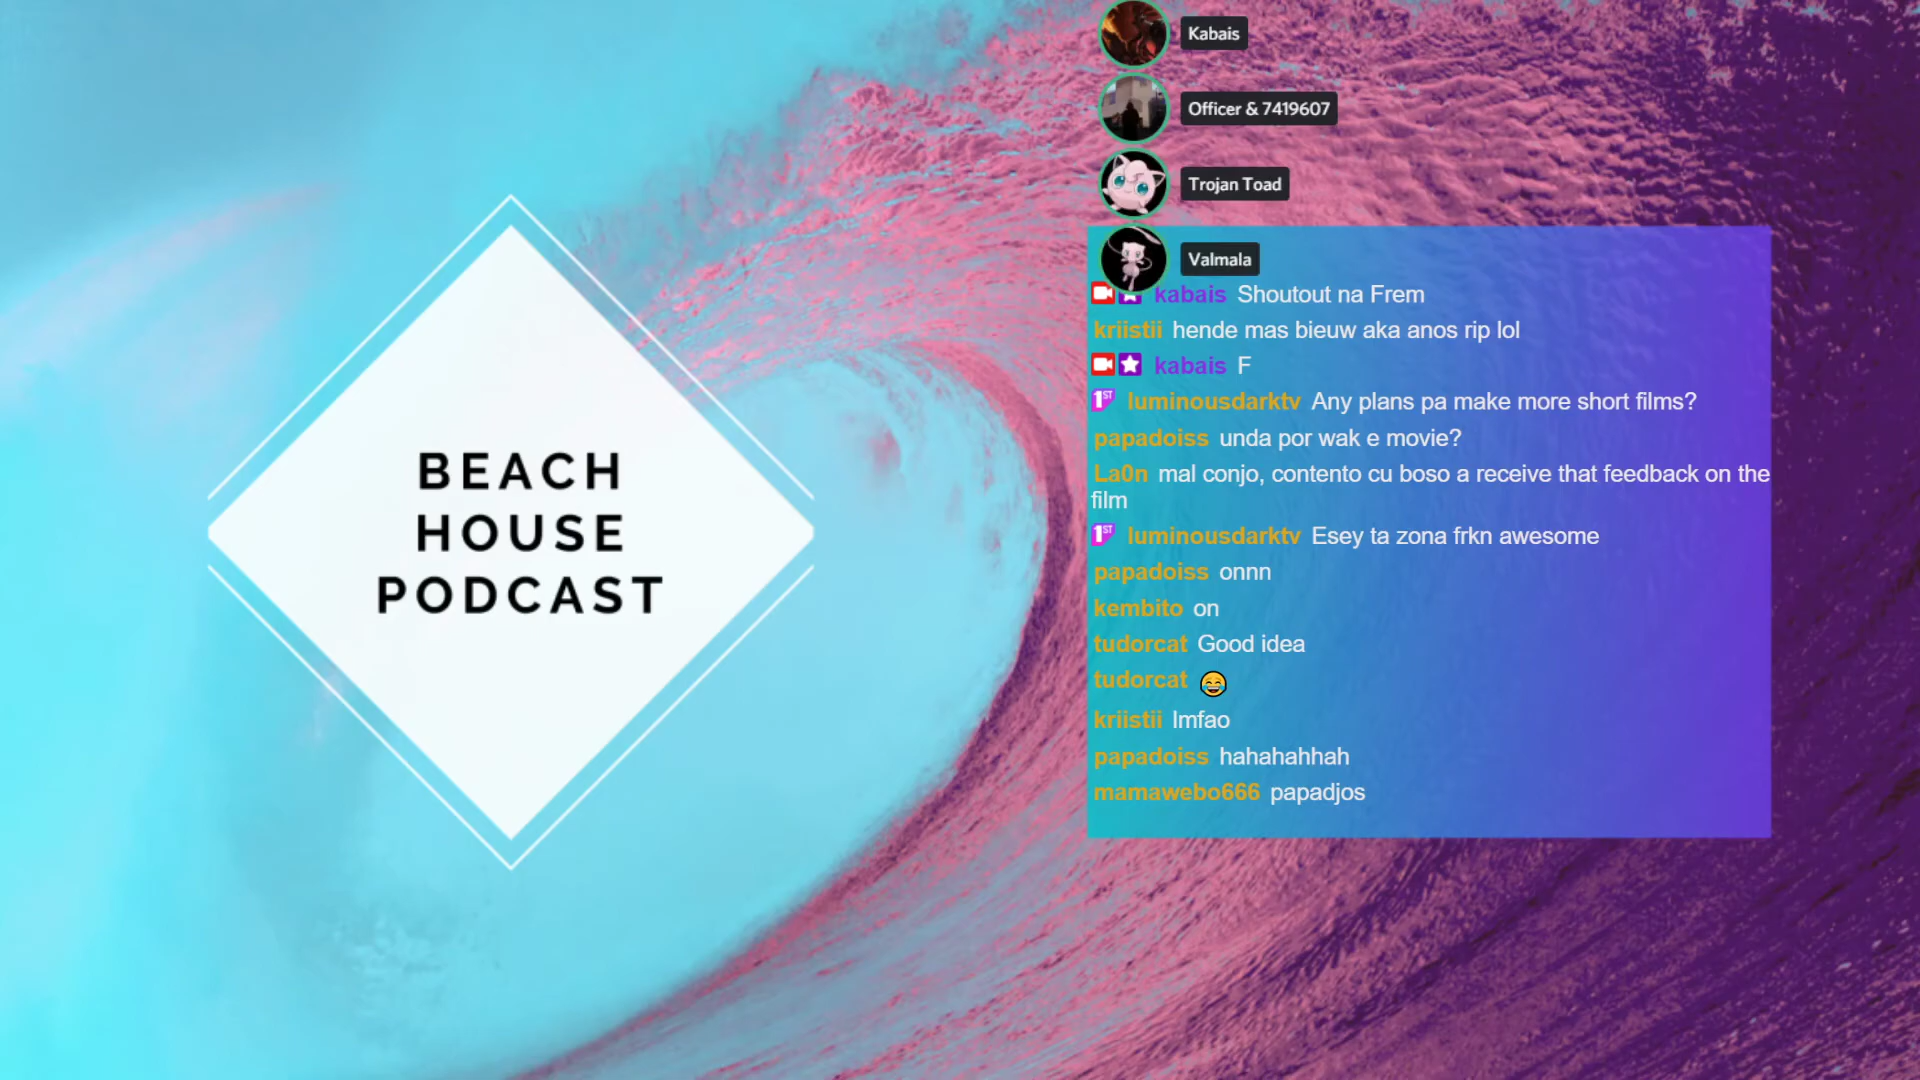 Kabais
Officer & 7419607
Trojan Toad
Valmala
BEACH
HOUSE
PODCAST
kabais Shoutout na Frem
kriistii hende mas bieuw aka anos rip lol
kabais F
1ST luminousdarktv Any plans pa make more short films?
papadoiss unda por wak e movie?
La0n mal conjo, contento cu boso a receive that feedback on the
film
1ST luminousdarktv Esey ta zona frkn awesome
papadoiss onnn
kembito on
tudorcat Good idea
tudorcat 😂
kriistii lmfao
papadoiss hahahahhah
mamawebo666 papadjos